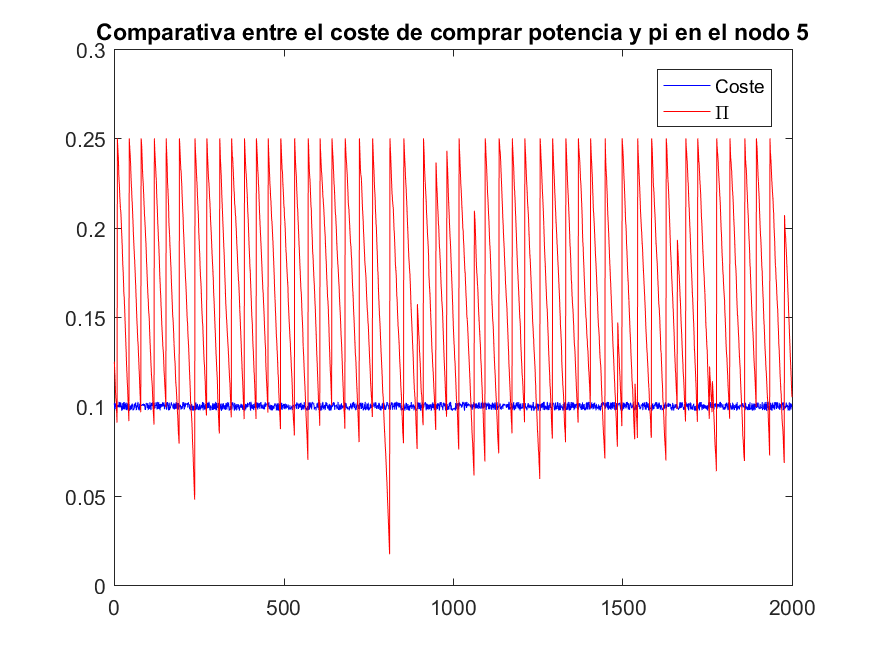 Comparativa entre el coste de comprar potencia y pi en el nodo 5
0.3
Coste
Π
0.25
0.2
0.15
0.1
0.05
0
0 500 1000 1500 2000